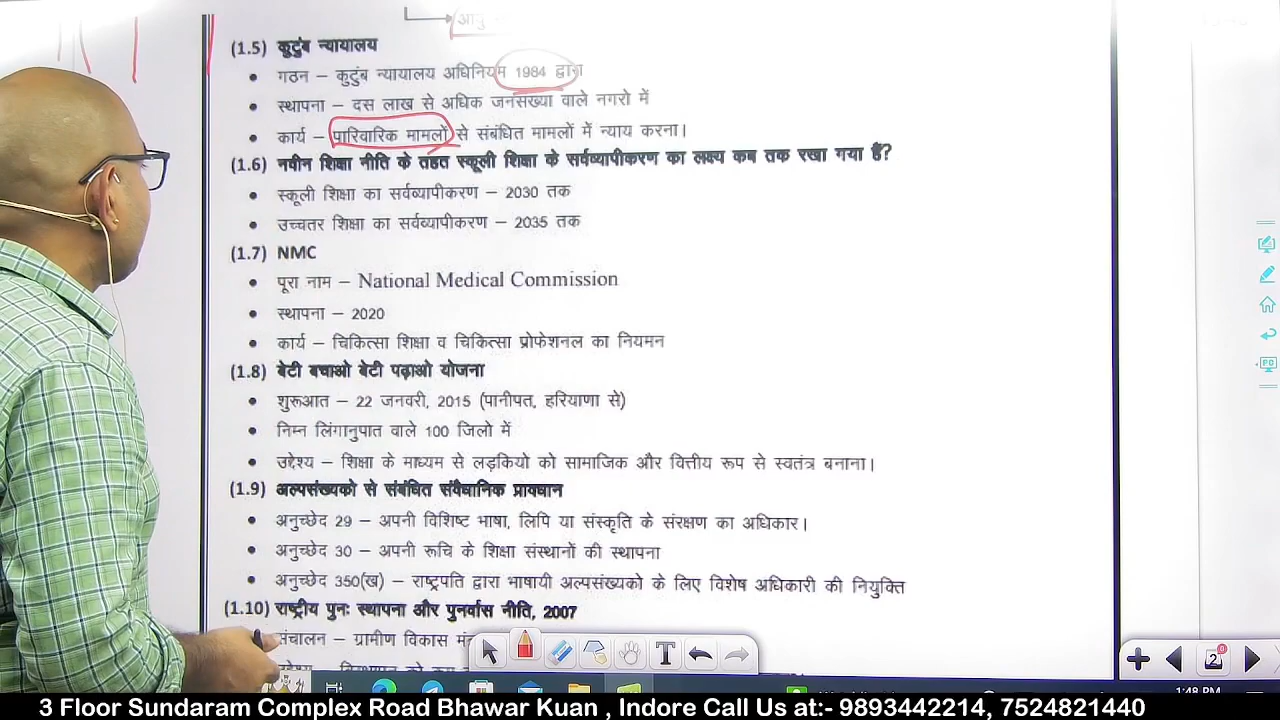 (1.5) कुटुंब न्यायालय
• गठन – कुटुंब न्यायालय अधिनियम 1984 द्वारा
• स्थापना – दस लाख से अधिक जनसंख्या वाले नगरो में
• कार्य – पारिवारिक मामलों से संबंधित मामलों में न्याय करना।
(1.6) नवीन शिक्षा नीति के तहत स्कूली शिक्षा के सर्वव्यापीकरण का लक्ष्य कब तक रखा गया हैं?
• स्कूली शिक्षा का सर्वव्यापीकरण – 2030 तक
• उच्चतर शिक्षा का सर्वव्यापीकरण – 2035 तक
(1.7) NMC
• पूरा नाम – National Medical Commission
• स्थापना – 2020
• कार्य – चिकित्सा शिक्षा व चिकित्सा प्रोफेशनल का नियमन
(1.8) बेटी बचाओ बेटी पढ़ाओ योजना
• शुरूआत – 22 जनवरी, 2015 (पानीपत, हरियाणा से)
• निम्न लिंगानुपात वाले 100 जिलो में
• उद्देश्य – शिक्षा के माध्यम से लड़कियो को सामाजिक और वित्तीय रूप से स्वतंत्र बनाना।
(1.9) अल्पसंख्यको से संबंधित संवैधानिक प्रावधान
• अनुच्छेद 29 – अपनी विशिष्ट भाषा, लिपि या संस्कृति के संरक्षण का अधिकार।
• अनुच्छेद 30 – अपनी रूचि के शिक्षा संस्थानों की स्थापना
• अनुच्छेद 350(ख) – राष्ट्रपति द्वारा भाषायी अल्पसंख्यको के लिए विशेष अधिकारी की नियुक्ति
(1.10) राष्ट्रीय पुनः स्थापना और पुनर्वास नीति, 2007
संचालन – ग्रामीण विकास
T
2
1:48 PM
3 Floor Sundaram Complex Road Bhawar Kuan , Indore Call Us at:- 9893442214, 7524821440